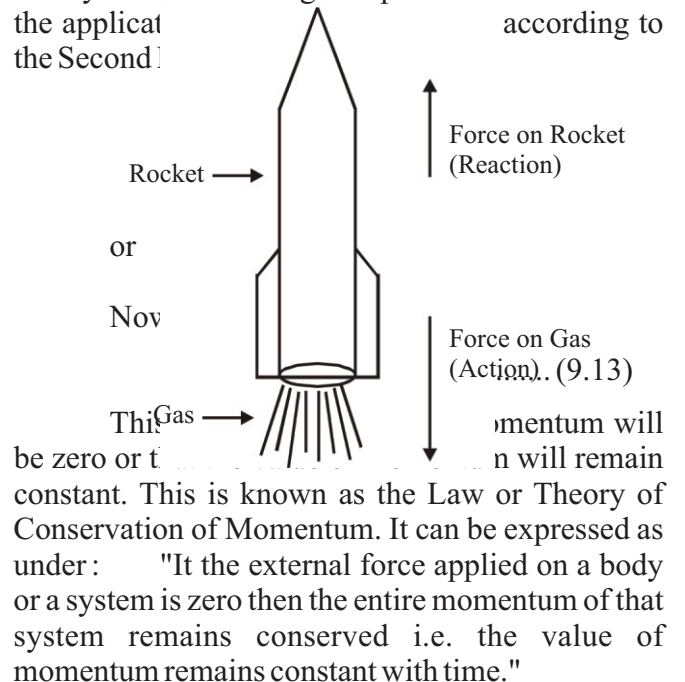 the applicat according to
the Second
Force on Rocket
(Reaction)
Rocket
or
Nov
Force on Gas
(Action)..... (9.13)
Gas
This omentum will
be zero or t n will remain
constant. This is known as the Law or Theory of
Conservation of Momentum. It can be expressed as
under : "It the external force applied on a body
or a system is zero then the entire momentum of that
system remains conserved i.e. the value of
momentum remains constant with time."